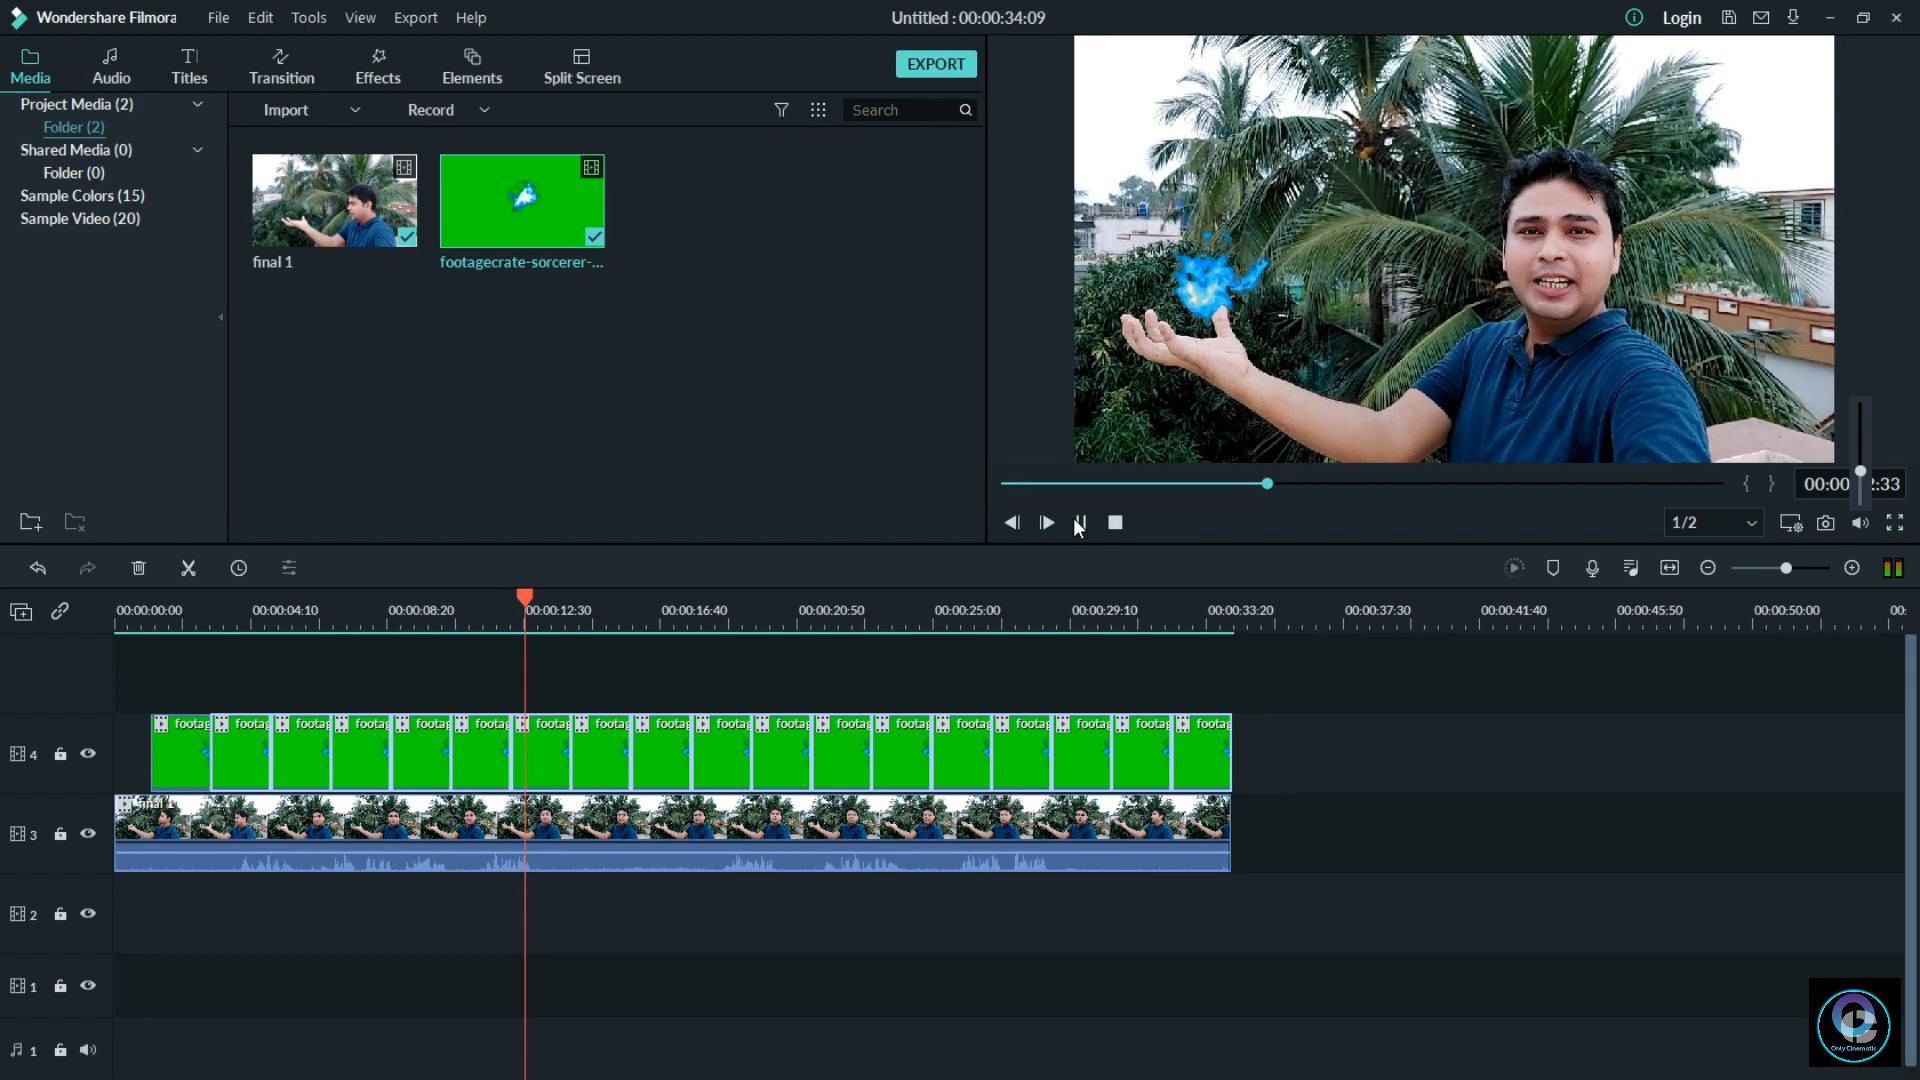 Wondershare Filmora File Edit Tools View Export Help Untitled : 00:00:34:09 Login
Media Audio Titles Transition Effects Elements Split Screen EXPORT
Project Media (2) Import Record Search
Folder (2)
Shared Media (0)
Folder (0)
Sample Colors (15)
Sample Video (20)
final 1 footagecrate-sorcerer-...
00:00 2:33
1/2
00:00:00:00 00:00:04:10 00:00:08:20 00:00:12:30 00:00:16:40 00:00:20:50 00:00:25:00 00:00:29:10 00:00:33:20 00:00:37:30 00:00:41:40 00:00:45:50 00:00:50:00 00:
footag footag footag footag footag footag footag footag footag footag footag footag footag footag footag footag footag footag
4
final 1
3
2
1
1
Only Cinematic